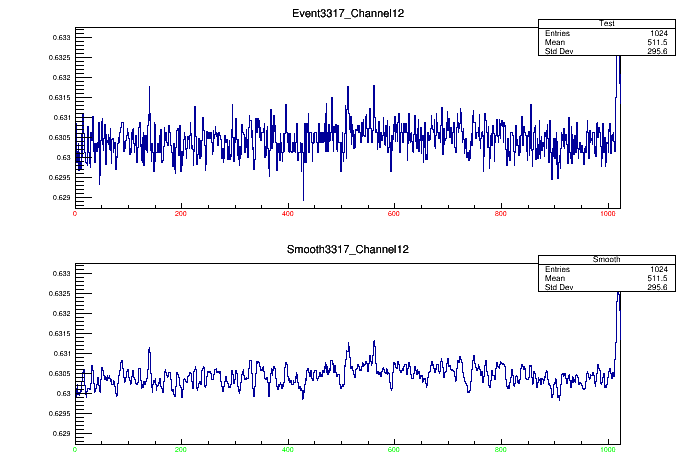 Event3317_Channel12
Test
Entries 1024
Mean 511.5
Std Dev 295.6
0.633
0.6325
0.632
0.6315
0.631
0.6305
0.63
0.6295
0.629
0 200 400 600 800 1000
Smooth3317_Channel12
Smooth
Entries 1024
Mean 511.5
Std Dev 295.6
0.633
0.6325
0.632
0.6315
0.631
0.6305
0.63
0.6295
0.629
0 200 400 600 800 1000